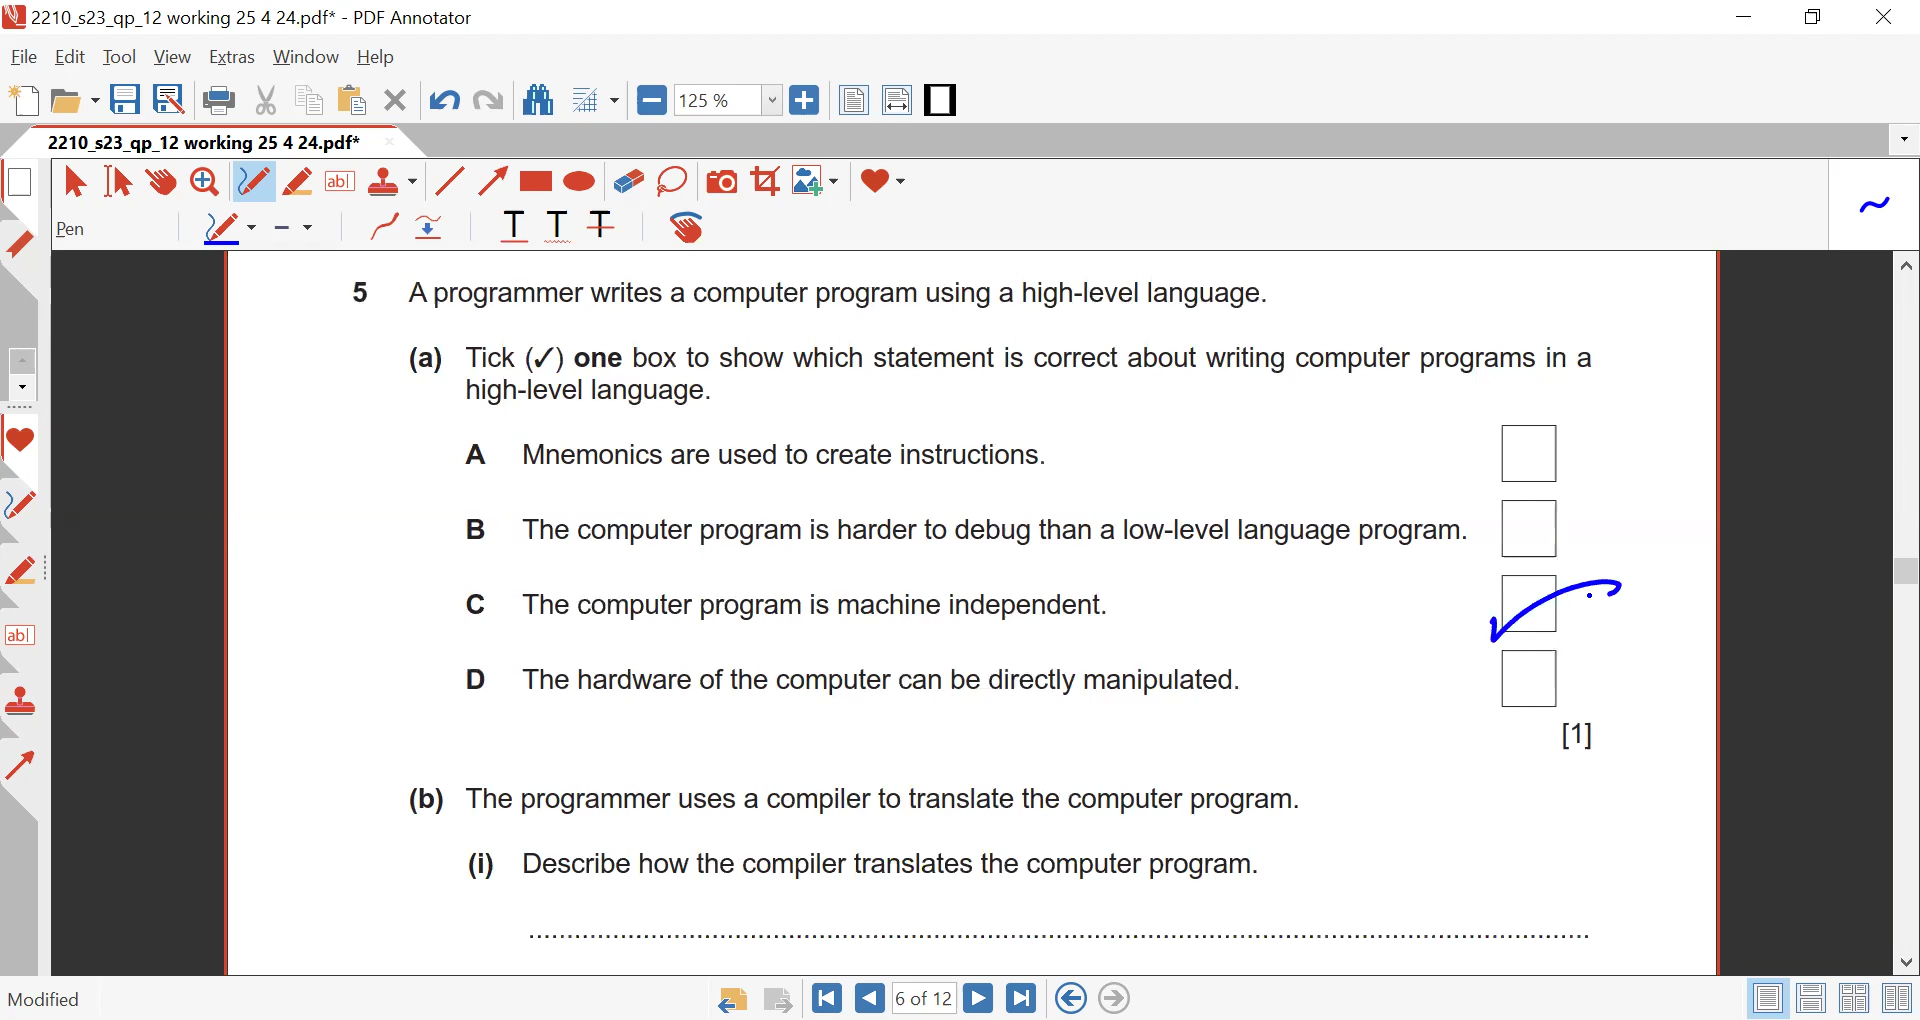 2210_s23_qp_12 working 25 4 24.pdf* - PDF Annotator
File Edit Tool View Extras Window Help
125 %
2210_s23_qp_12 working 25 4 24.pdf*
ab
T T T
Pen
5 A programmer writes a computer program using a high-level language.
(a) Tick (✓) one box to show which statement is correct about writing computer programs in a
high-level language.
A Mnemonics are used to create instructions.
B The computer program is harder to debug than a low-level language program.
C The computer program is machine independent.
ab
D The hardware of the computer can be directly manipulated.
[1]
(b) The programmer uses a compiler to translate the computer program.
(i) Describe how the compiler translates the computer program.
Modified
6 of 12